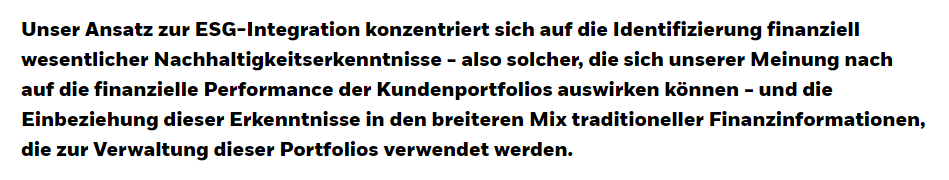 Unser Ansatz zur ESG-Integration konzentriert sich auf die Identifizierung finanziell
wesentlicher Nachhaltigkeitserkenntnisse – also solcher, die sich unserer Meinung nach
auf die finanzielle Performance der Kundenportfolios auswirken können – und die
Einbeziehung dieser Erkenntnisse in den breiteren Mix traditioneller Finanzinformationen,
die zur Verwaltung dieser Portfolios verwendet werden.